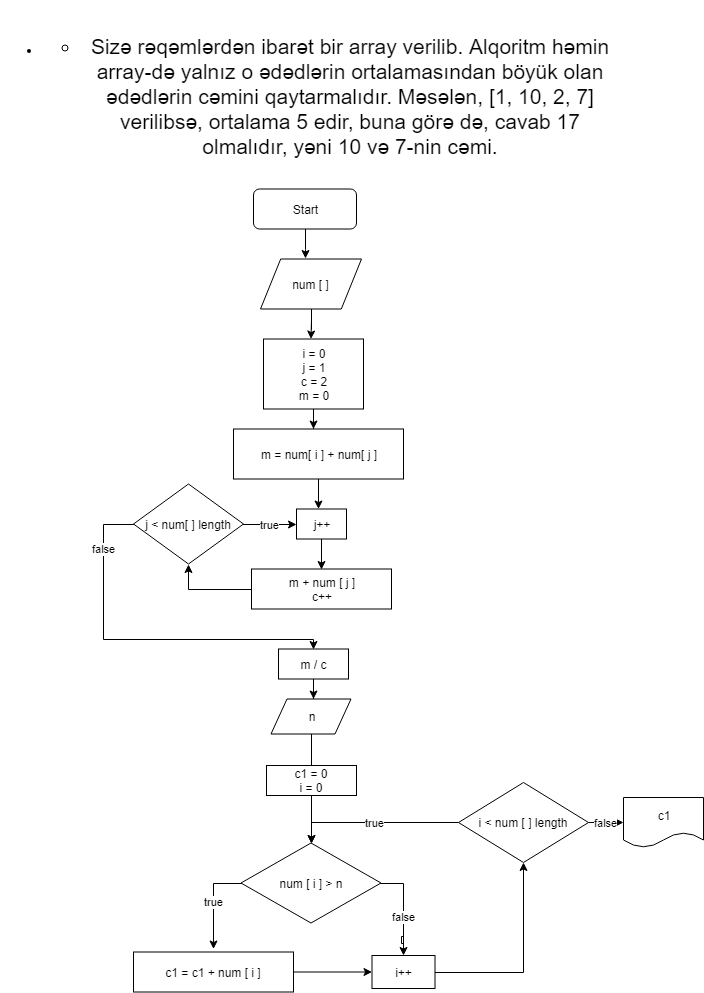 Sizə rəqəmlərdən ibarət bir array verilib. Alqoritm həmin
array-də yalnız o ədədlərin ortalamasından böyük olan
ədədlərin cəmini qaytarmalıdır. Məsələn, [1, 10, 2, 7]
verilibsə, ortalama 5 edir, buna görə də, cavab 17
olmalıdır, yəni 10 və 7-nin cəmi.
Start
num [ ]
i = 0
j = 1
c = 2
m = 0
m = num[ i ] + num[ j ]
j < num[ ] length
true
j++
false
m + num [ j ]
c++
m / c
n
c1 = 0
i = 0
true
i < num [ ] length
false
c1
num [ i ] > n
true
false
c1 = c1 + num [ i ]
i++